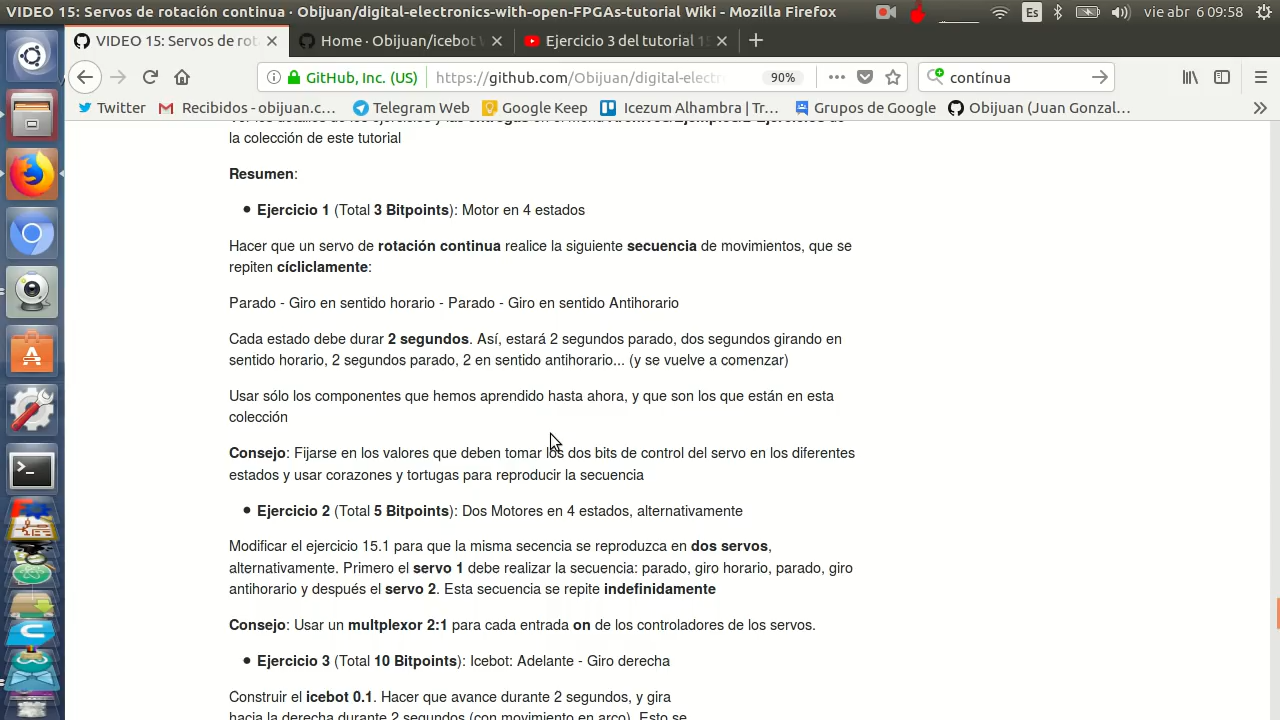 VIDEO 15: Servos de rotación continua · Obijuan/digital-electronics-with-open-FPGAs-tutorial Wiki - Mozilla Firefox
Es
vie abr 6 09:58
VIDEO 15: Servos de rot
Home · Obijuan/icebot
Ejercicio 3 del tutorial 1
GitHub, Inc. (US)
https://github.com/Obijuan/digital-electr
90%
contínua
Twitter
Recibidos - obijuan.c...
Telegram Web
Google Keep
Icezum Alhambra | Tr...
Grupos de Google
Obijuan (Juan Gonzal...
la colección de este tutorial
Resumen:
Ejercicio 1 (Total 3 Bitpoints): Motor en 4 estados
Hacer que un servo de rotación continua realice la siguiente secuencia de movimientos, que se
repiten cícliclamente:
Parado - Giro en sentido horario - Parado - Giro en sentido Antihorario
Cada estado debe durar 2 segundos. Así, estará 2 segundos parado, dos segundos girando en
sentido horario, 2 segundos parado, 2 en sentido antihorario... (y se vuelve a comenzar)
Usar sólo los componentes que hemos aprendido hasta ahora, y que son los que están en esta
colección
Consejo: Fijarse en los valores que deben tomar los dos bits de control del servo en los diferentes
estados y usar corazones y tortugas para reproducir la secuencia
Ejercicio 2 (Total 5 Bitpoints): Dos Motores en 4 estados, alternativamente
Modificar el ejercicio 15.1 para que la misma secencia se reproduzca en dos servos,
alternativamente. Primero el servo 1 debe realizar la secuencia: parado, giro horario, parado, giro
antihorario y después el servo 2. Esta secuencia se repite indefinidamente
Consejo: Usar un multplexor 2:1 para cada entrada on de los controladores de los servos.
Ejercicio 3 (Total 10 Bitpoints): Icebot: Adelante - Giro derecha
Construir el icebot 0.1. Hacer que avance durante 2 segundos, y gira
hacia la derecha durante 2 segundos (con movimiento en arco). Esto se